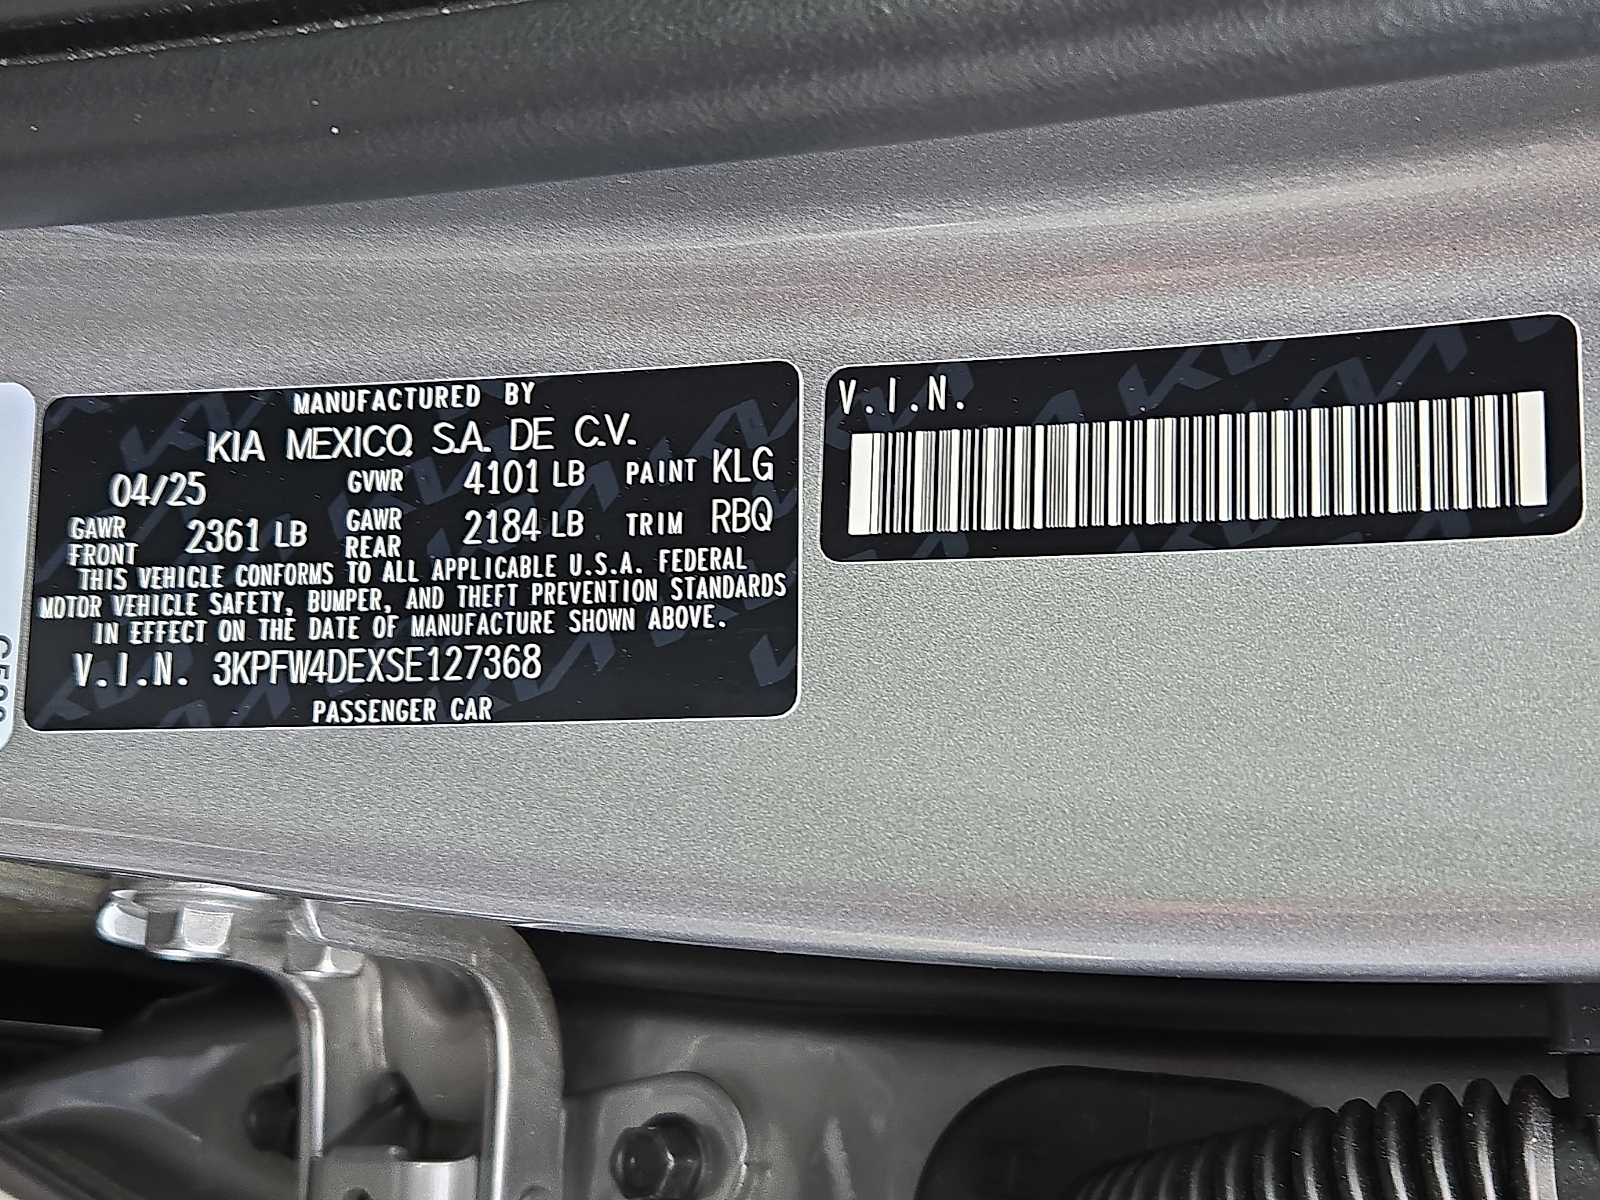 MANUFACTURED BY
KIA MEXICO S.A. DE C.V.
04/25 GVWR 4101 LB PAINT KLG
GAWR FRONT 2361 LB GAWR REAR 2184 LB TRIM RBQ
THIS VEHICLE CONFORMS TO ALL APPLICABLE U.S.A. FEDERAL
MOTOR VEHICLE SAFETY, BUMPER, AND THEFT PREVENTION STANDARDS
IN EFFECT ON THE DATE OF MANUFACTURE SHOWN ABOVE.
V.I.N. 3KPFW4DEXSE127368
PASSENGER CAR
V.I.N.